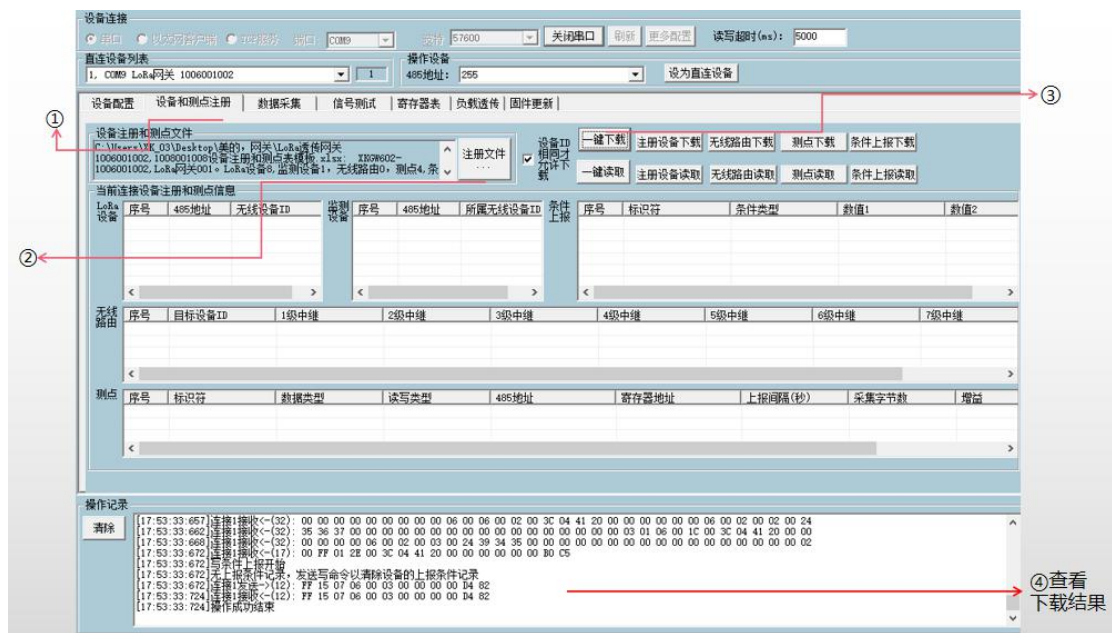 设备连接
串口 以太网客户端 TCP服务 端口 COM9 波特 57600 关闭串口 刷新 更多配置 读写超时(ms): 5000
直连设备列表 操作设备
1, COM9 LoRa网关 1006001002 1 485地址: 255 设为直连设备
设备配置 设备和测点注册 数据采集 信号测试 寄存器表 负载透传 固件更新
① ③
设备注册和测点文件
C:\Users\XK_03\Desktop\美的, 网关\LoRa透传网关
1006001002,1008001008设备注册和测点表模板.xlsx: XKGW602-
1006001002,LoRa网关001。LoRa设备6,监测设备1, 无线路由0, 测点4,条
注册文件
...
设备ID相同才允许下载
一键下载 注册设备下载 无线路由下载 测点下载 条件上报下载
一键读取 注册设备读取 无线路由读取 测点读取 条件上报读取
当前连接设备注册和测点信息
LoRa设备 序号 485地址 无线设备ID 监测设备 序号 485地址 所属无线设备ID 条件上报 序号 标识符 条件类型 数值1 数值2
②
无线路由 序号 目标设备ID 1级中继 2级中继 3级中继 4级中继 5级中继 6级中继 7级中继
测点 序号 标识符 数据类型 读写类型 485地址 寄存器地址 上报间隔(秒) 采集字节数 增益
操作记录
清除
[17:53:33:657]连接1接收<-(32): 00 00 00 00 00 00 00 00 00 06 00 06 00 02 00 3C 04 41 20 00 00 00 00 00 00 06 00 02 00 02 00 24
[17:53:33:662]连接1接收<-(32): 35 36 37 00 00 00 00 00 00 00 00 00 00 00 00 00 00 00 00 00 00 03 01 06 00 1C 00 3C 04 41 20 00 00
[17:53:33:668]连接1接收<-(32): 00 00 00 00 00 06 00 02 00 03 00 24 39 34 35 00 00 00 00 00 00 00 00 00 00 00 00 00 00 00 00 02
[17:53:33:672]连接1接收<-(17): 00 FF 01 2E 00 3C 04 41 20 00 00 00 00 00 00 B0 C5
[17:53:33:672]写条件上报开始
[17:53:33:672]无上报条件记录，发送写命令以清除设备的上报条件记录
[17:53:33:672]连接1发送->(12): FF 15 07 06 00 03 00 00 00 00 D4 82
[17:53:33:724]连接1接收<-(12): FF 15 07 06 00 03 00 00 00 00 D4 82
[17:53:33:724]操作成功结束
④查看
下载结果